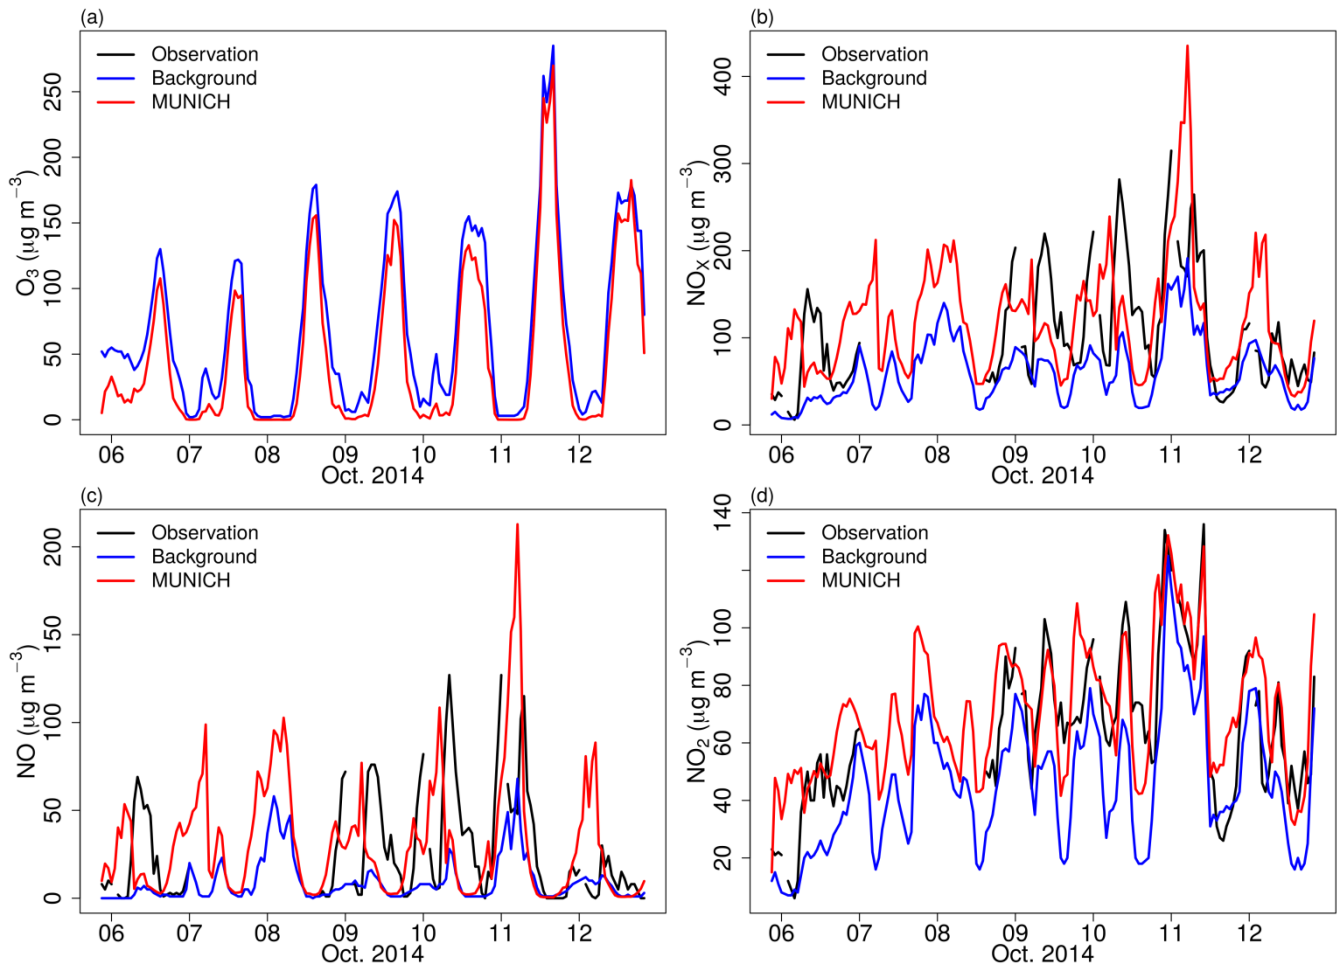 (a)
Observation
Background
MUNICH
O₃ (μg m⁻³)
0 50 100 150 200 250
06 07 08 09 10 11 12
Oct. 2014
(b)
Observation
Background
MUNICH
NOₓ (μg m⁻³)
0 100 200 300 400
06 07 08 09 10 11 12
Oct. 2014
(c)
Observation
Background
MUNICH
NO (μg m⁻³)
0 50 100 150 200
06 07 08 09 10 11 12
Oct. 2014
(d)
Observation
Background
MUNICH
NO₂ (μg m⁻³)
20 40 60 80 100 140
06 07 08 09 10 11 12
Oct. 2014